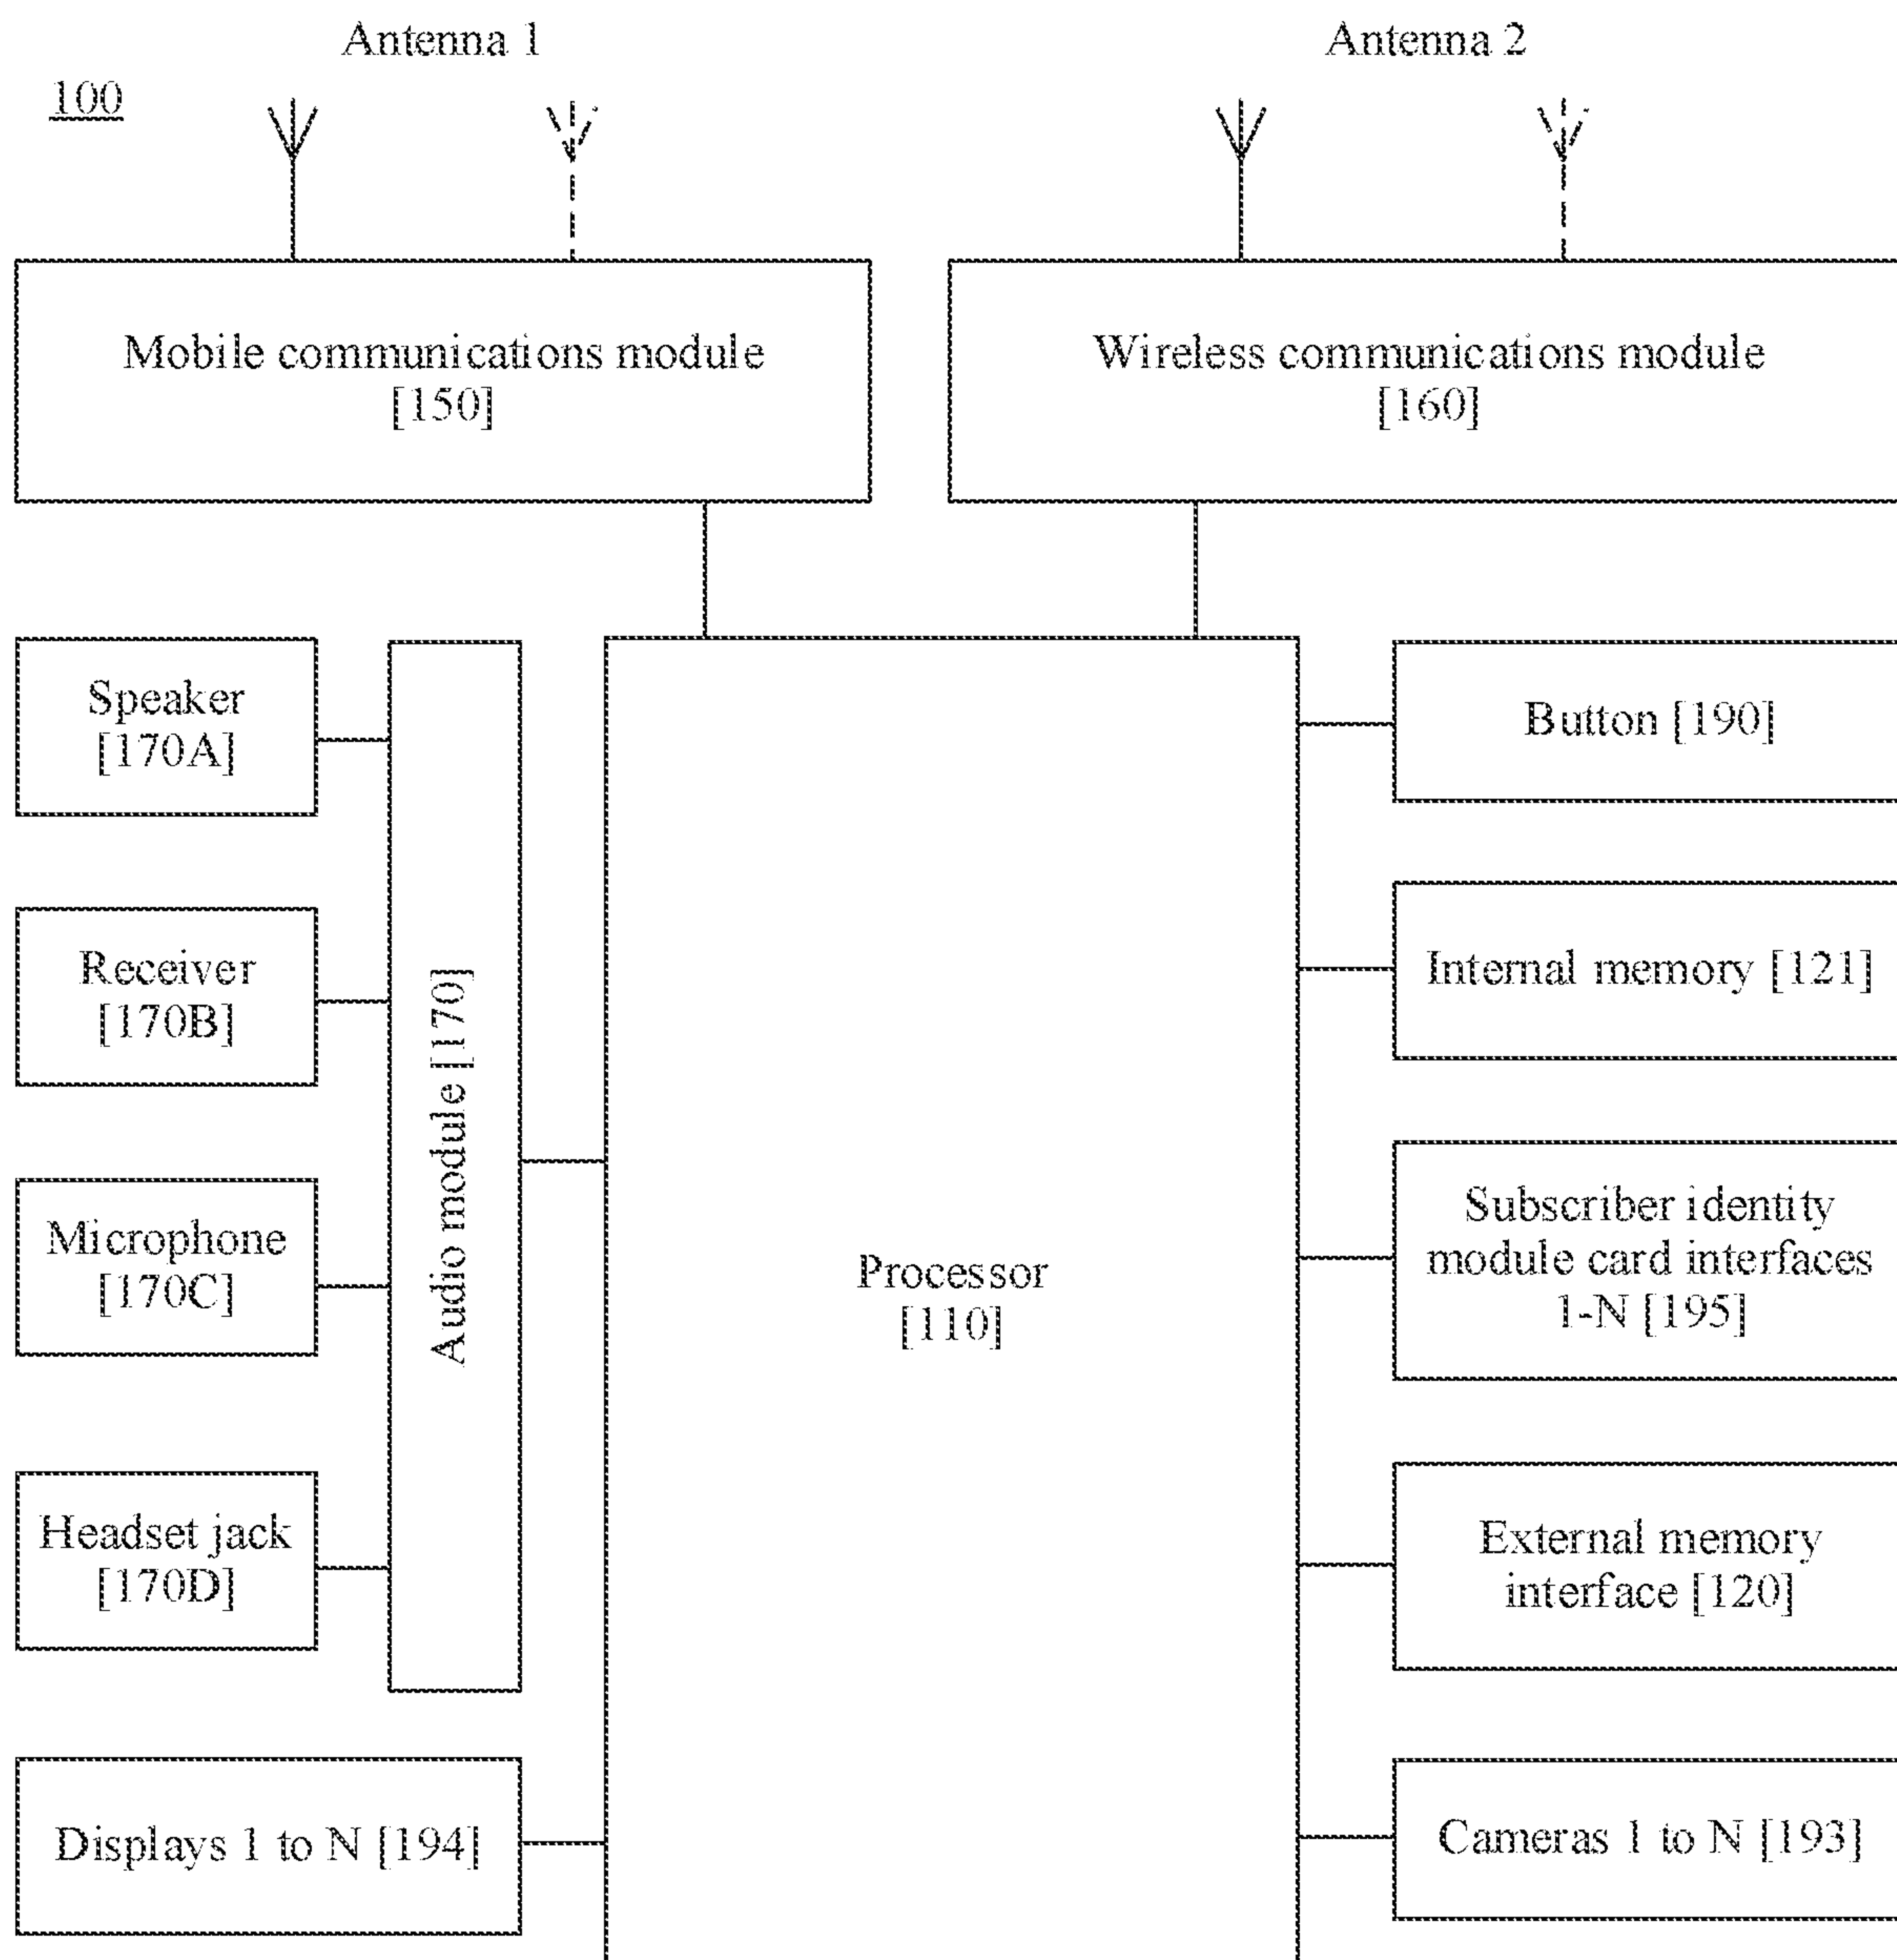 Antenna 1
Antenna 2
100
Mobile communications module
[150]
Wireless communications module
[160]
Speaker
[170A]
Receiver
[170B]
Microphone
[170C]
Headset jack
[170D]
Audio module [170]
Displays 1 to N [194]
Processor
[110]
Button [190]
Internal memory [121]
Subscriber identity
module card interfaces
1-N [195]
External memory
interface [120]
Cameras 1 to N [193]